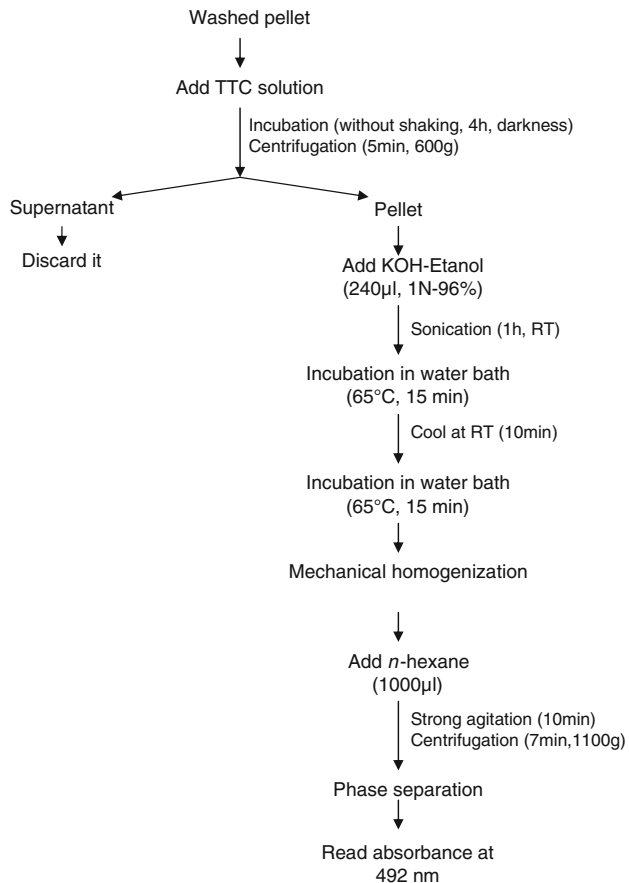 Washed pellet
Add TTC solution
Incubation (without shaking, 4h, darkness)
Centrifugation (5min, 600g)
Supernatant
Pellet
Discard it
Add KOH-Etanol
(240µl, 1N-96%)
Sonication (1h, RT)
Incubation in water bath
(65°C, 15 min)
Cool at RT (10min)
Incubation in water bath
(65°C, 15 min)
Mechanical homogenization
Add n-hexane
(1000µl)
Strong agitation (10min)
Centrifugation (7min,1100g)
Phase separation
Read absorbance at
492 nm